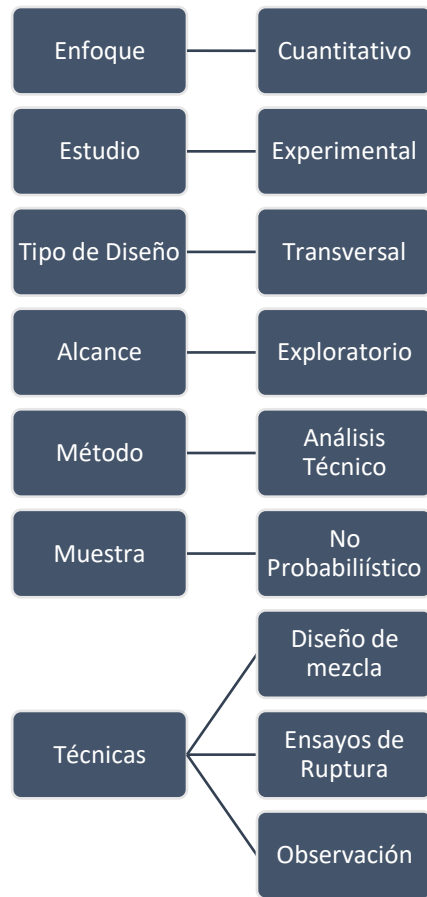 Enfoque
Cuantitativo
Estudio
Experimental
Tipo de Diseño
Transversal
Alcance
Exploratorio
Método
Análisis
Técnico
Muestra
No
Probabiliístico
Técnicas
Diseño de
mezcla
Ensayos de
Ruptura
Observación